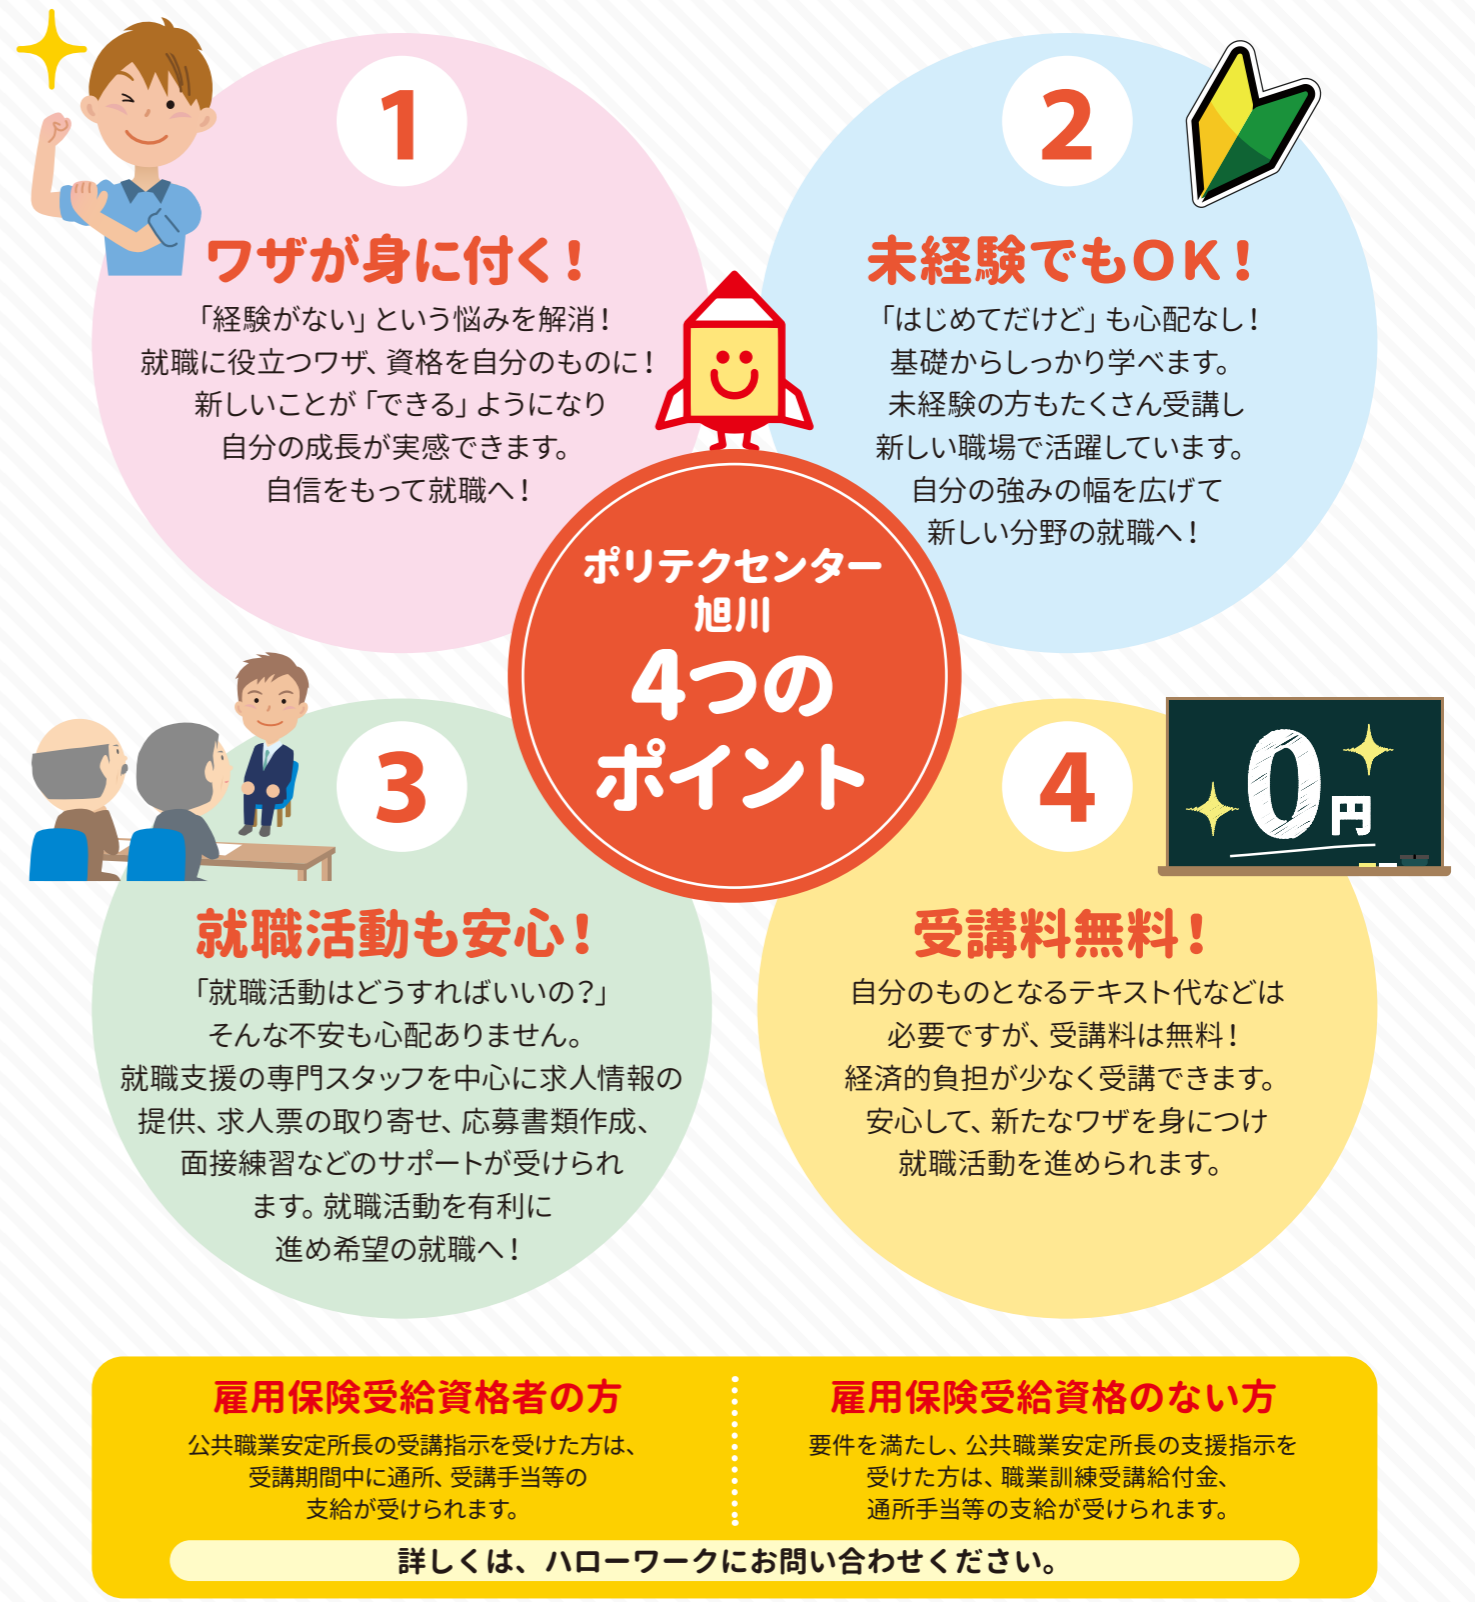 1
ワザが身に付く！
「経験がない」という悩みを解消！
就職に役立つワザ、資格を自分のものに！
新しいことが「できる」ようになり
自分の成長が実感できます。
自信をもって就職へ！
2
未経験でもOK！
「はじめてだけど」も心配なし！
基礎からしっかり学べます。
未経験の方もたくさん受講し
新しい職場で活躍しています。
自分の強みの幅を広げて
新しい分野の就職へ！
ポリテクセンター
旭川
4つの
ポイント
3
就職活動も安心！
「就職活動はどうすればいいの？」
そんな不安も心配ありません。
就職支援の専門スタッフを中心に求人情報の
提供、求人票の取り寄せ、応募書類作成、
面接練習などのサポートが受けられ
ます。就職活動を有利に
進め希望の就職へ！
4
0円
受講料無料！
自分のものとなるテキスト代などは
必要ですが、受講料は無料！
経済的負担が少なく受講できます。
安心して、新たなワザを身につけ
就職活動を進められます。
雇用保険受給資格者の方
公共職業安定所長の受講指示を受けた方は、
受講期間中に通所、受講手当等の
支給が受けられます。
雇用保険受給資格のない方
要件を満たし、公共職業安定所長の支援指示を
受けた方は、職業訓練受講給付金、
通所手当等の支給が受けられます。
詳しくは、ハローワークにお問い合わせください。